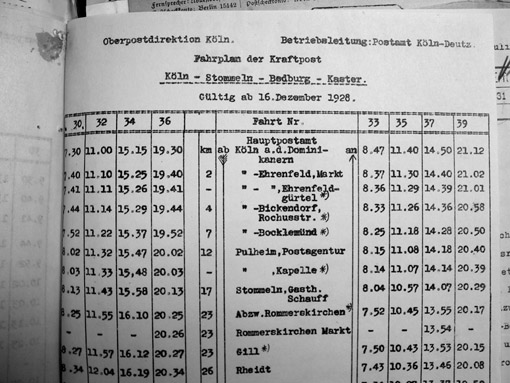 Fernsprecher:
Postkonten: Berlin 15142
Oberpostdirektion Köln. Betriebsleitung:Postamt Köln-Deutz.
Fahrplan der Kraftpost
Köln - Stommeln - Bedburg - Kaster.
Gültig ab 16.Dezember 1928.
30. 32 34 36 Fahrt Nr. 33 35 37 39
Hauptpostamt
7.30 11.00 15.15 19.30 km ab Köln a.d.Domini- an 8.47 11.40 14.50 21.12
kanern
7.40 11.10 15.25 19.40 2 " -Ehrenfeld,Markt 8.37 11.30 14.40 21.02
7.41 11.11 15.26 19.41 - " - ",Ehrenfeld- 8.36 11.29 14.39 21.01
gürtel *)
7.44 11.14 15.29 19.44 4 " -Bickendorf, 8.33 11.26 14.36 20.58
Rochusstr. *)
7.52 11.22 15.37 19.52 7 " -Bocklemünd *) 8.25 11.18 14.28 20.50
8.02 11.32 15.47 20.02 12 Pulheim,Postagentur 8.15 11.08 14.18 20.40
8.03 11.33 15,48 20.03 - " ,Kapelle *) 8.14 11.07 14.14 20.39
8.13 11.43 15.58 20.13 17 Stommeln,Gesth. 8.04 10.57 14.07 20.29
Schauff
8.25 11.55 16.10 20.25 23 Abzw.Rommerskirchen *) 7.52 10.45 13.55 20.17
- - - 20.26 23 Rommerskirchen Markt - - 13.54 -
8.27 11.57 16.12 20.27 23 Gill *) 7.50 10.43 13.53 20.15
8.34 12.04 16.19 20.34 26 Rheidt 7.43 10.36 13.46 20.08